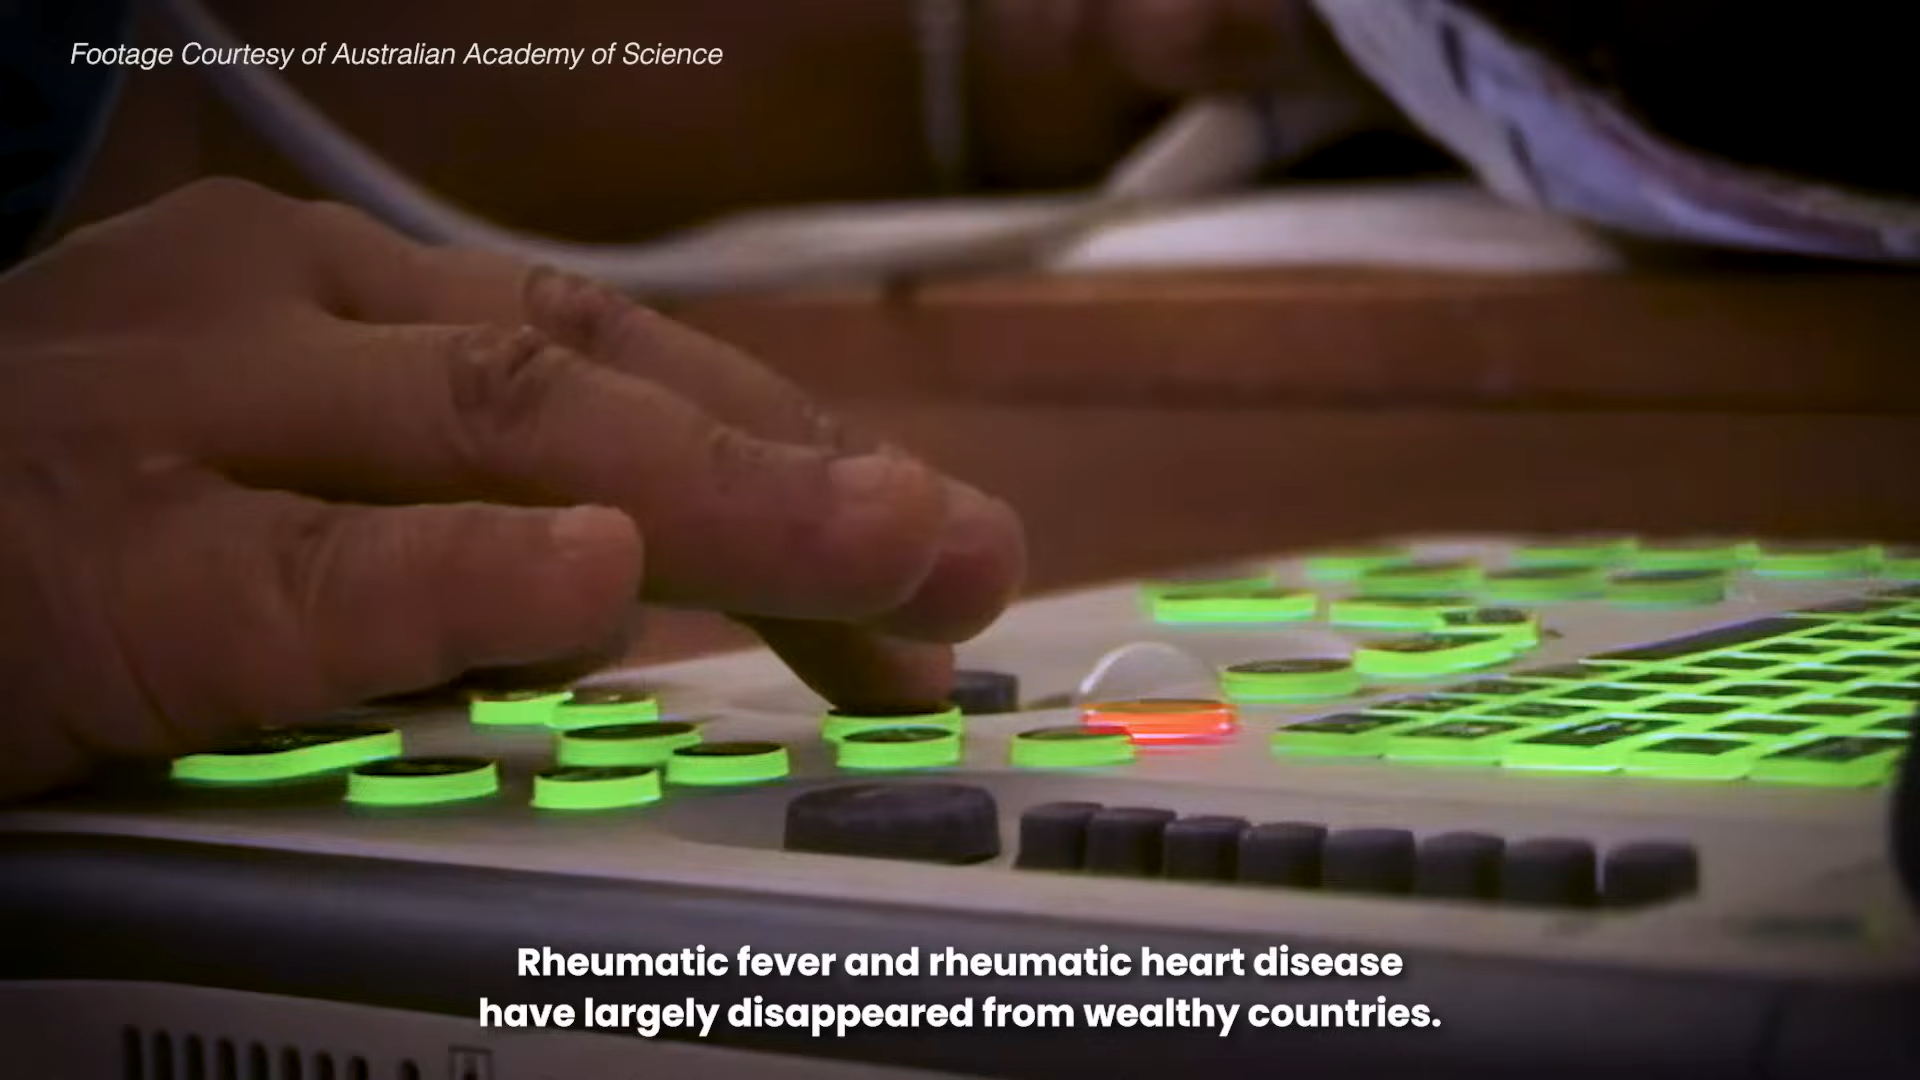 Footage Courtesy of Australian Academy of Science
Rheumatic fever and rheumatic heart disease
have largely disappeared from wealthy countries.